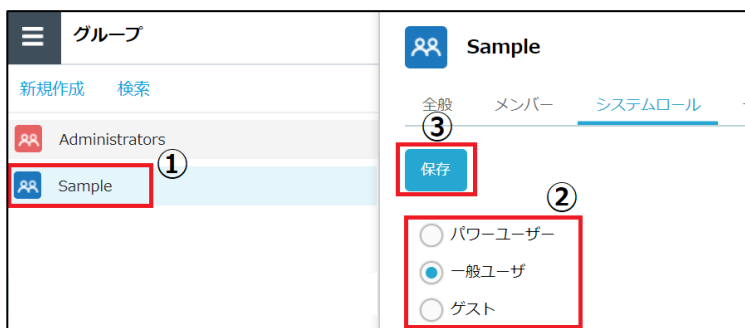 グループ
新規作成 検索
Administrators
①
Sample
Sample
全般 メンバー システムロール
③
保存
②
パワーユーザー
一般ユーザ
ゲスト